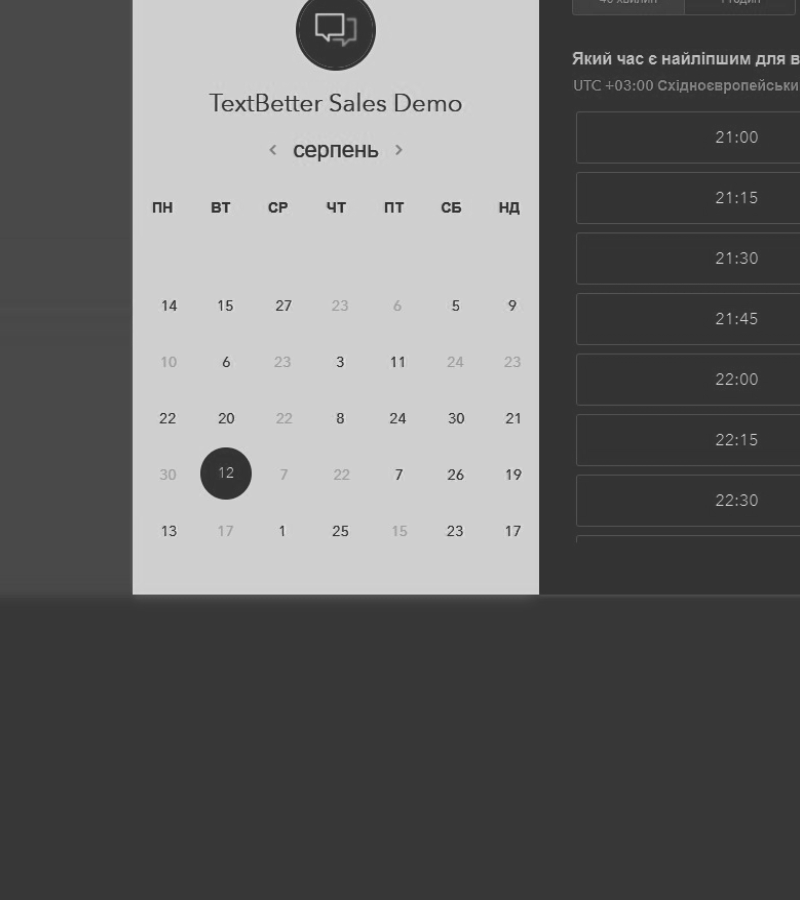 TextBetter Sales Demo
‹ серпень ›
ПН ВТ СР ЧТ ПТ СБ НД
14 15 27 23 6 5 9
10 6 23 3 11 24 23
22 20 22 8 24 30 21
30 12 7 22 7 26 19
13 17 1 25 15 23 17
Який час є найліпшим для в
UTC +03:00 Східноєвропейськи
21:00
21:15
21:30
21:45
22:00
22:15
22:30